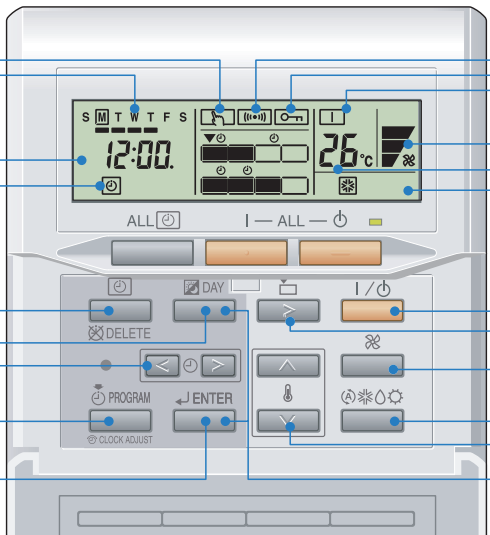 S M T W T F S
12:00.
26 °C
ALL
I — ALL —
DAY
I /
DELETE
PROGRAM
CLOCK ADJUST
ENTER
A